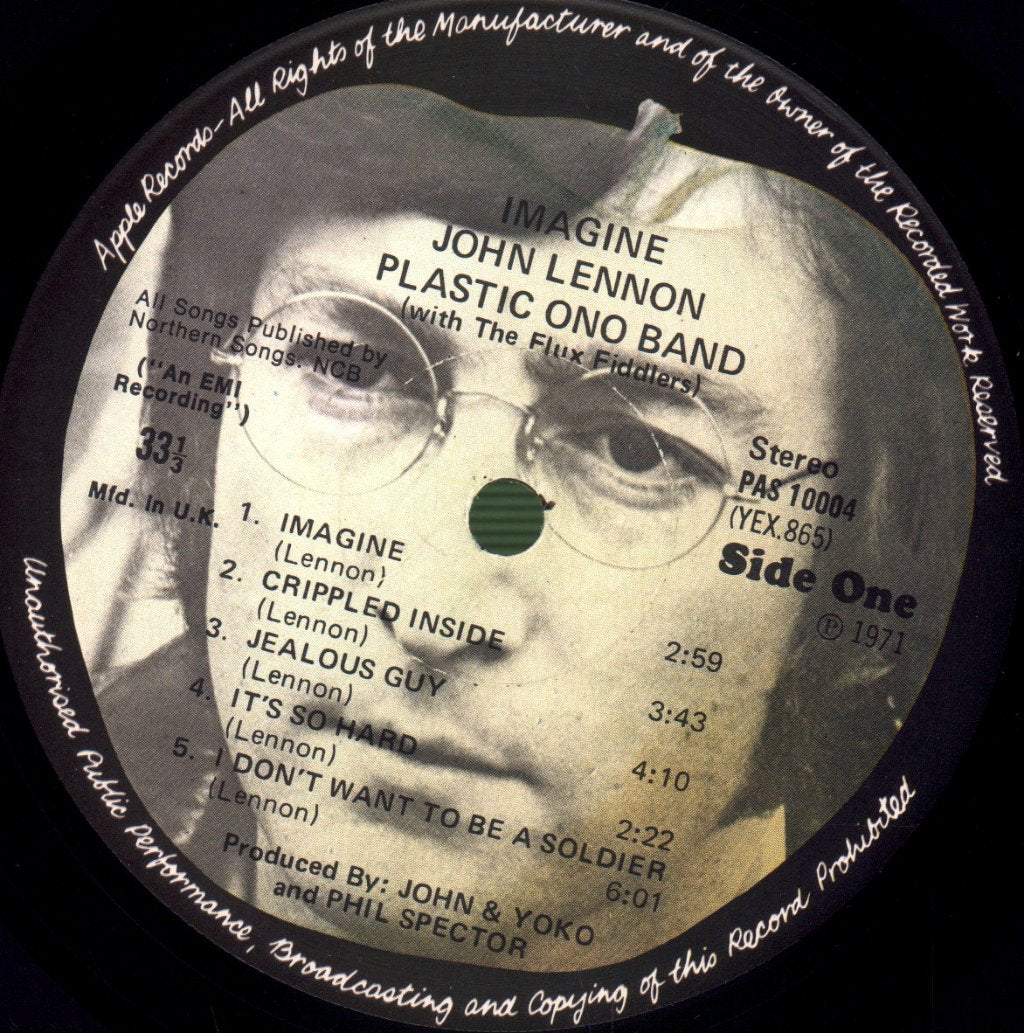 Apple Records-All Rights of the Manufacturer and of the Owner of the Recorded Work Reserved
IMAGINE
JOHN LENNON
PLASTIC ONO BAND
(with The Flux Fiddlers)
All Songs Published by
Northern Songs. NCB
("An EMI
Recording")
33⅓
Mfd. in U.K.
Stereo
PAS 10004
(YEX.865)
Side One
℗ 1971
1. IMAGINE
(Lennon) 2:59
2. CRIPPLED INSIDE
(Lennon) 3:43
3. JEALOUS GUY
(Lennon) 4:10
4. IT'S SO HARD
(Lennon) 2:22
5. I DON'T WANT TO BE A SOLDIER
(Lennon) 6:01
Produced By: JOHN & YOKO
and PHIL SPECTOR
Unauthorised Public Performance, Broadcasting and Copying of this Record Prohibited